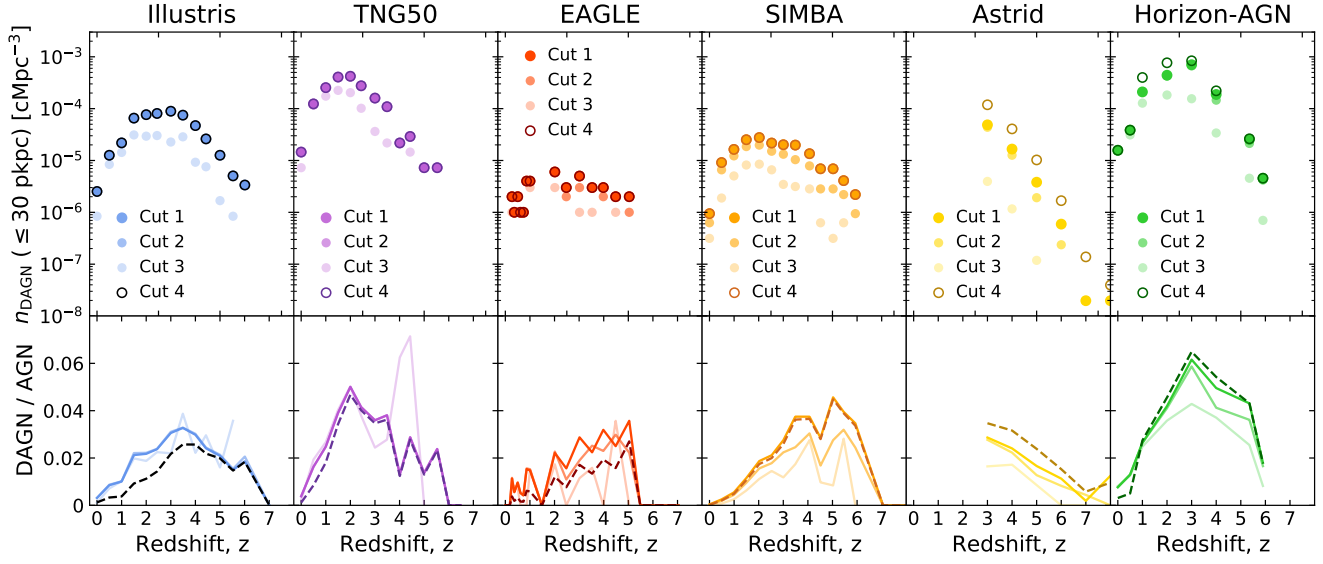 Illustris TNG50 EAGLE SIMBA Astrid Horizon-AGN
n_DAGN (≤ 30 pkpc) [cMpc⁻³]
10⁻³
10⁻⁴
10⁻⁵
10⁻⁶
10⁻⁷
10⁻⁸
Cut 1
Cut 2
Cut 3
Cut 4
Cut 1
Cut 2
Cut 3
Cut 4
Cut 1
Cut 2
Cut 3
Cut 4
Cut 1
Cut 2
Cut 3
Cut 4
Cut 1
Cut 2
Cut 3
Cut 4
Cut 1
Cut 2
Cut 3
Cut 4
DAGN / AGN
0.06
0.04
0.02
0
0 1 2 3 4 5 6 7 0 1 2 3 4 5 6 7 0 1 2 3 4 5 6 7 0 1 2 3 4 5 6 7 0 1 2 3 4 5 6 7 0 1 2 3 4 5 6 7
Redshift, z Redshift, z Redshift, z Redshift, z Redshift, z Redshift, z